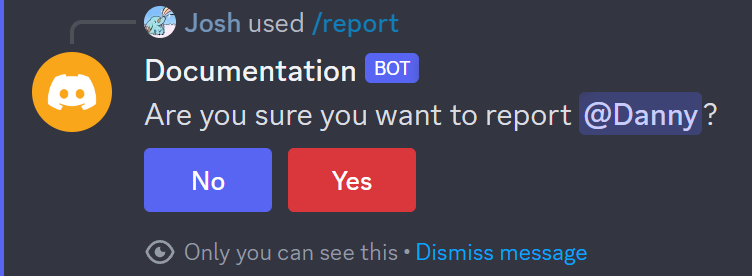 Josh used /report
Documentation BOT
Are you sure you want to report @Danny?
No Yes
Only you can see this • Dismiss message